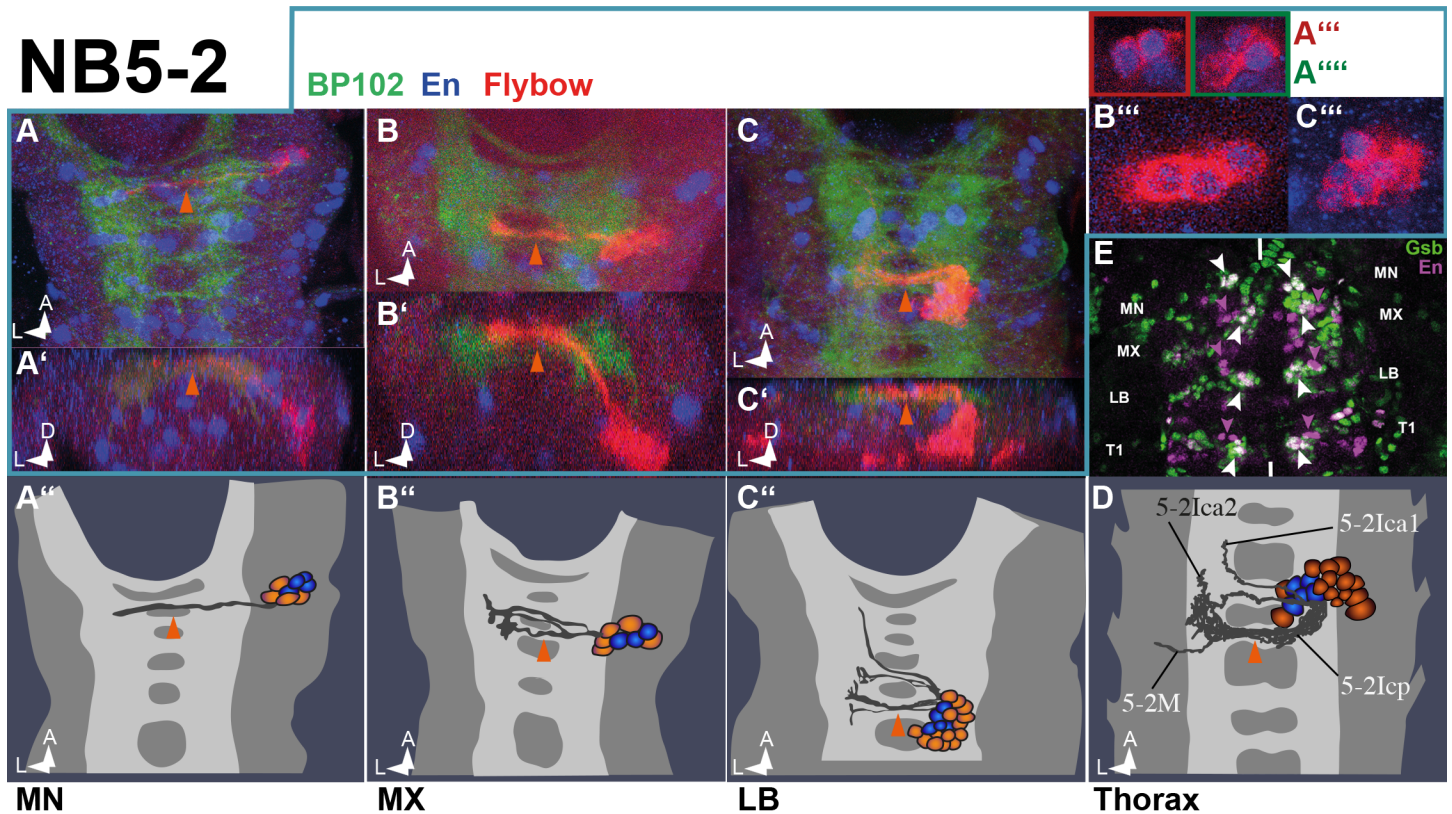 NB5-2
BP102 En Flybow
A‘‘‘
A‘‘‘‘
B‘‘‘
C‘‘‘
A
A
L
B
A
L
C
A
L
A‘
D
L
B‘
D
L
C‘
D
L
E
Gsb
En
MN
MN
MX
MX
LB
LB
T1
T1
A‘‘
A
L
B‘‘
A
L
C‘‘
A
L
D
5-2Ica2
5-2Ica1
5-2M
5-2Icp
A
L
MN
MX
LB
Thorax